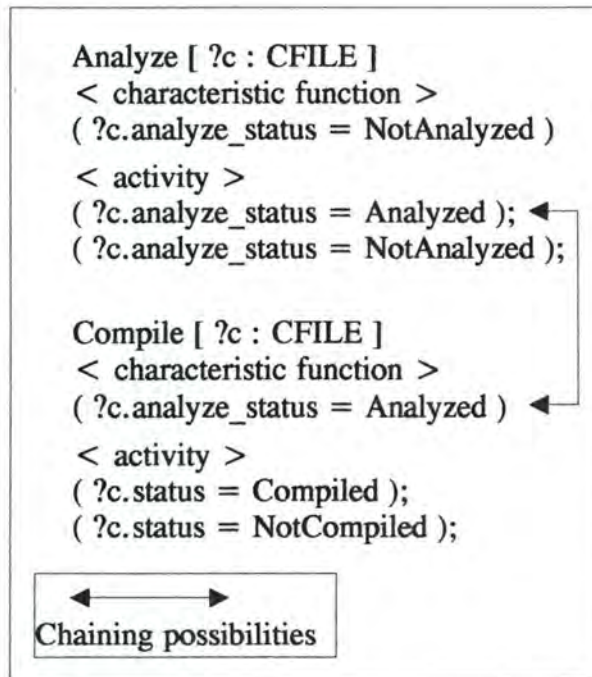 Analyze [ ?c : CFILE ]
< characteristic function >
( ?c.analyze_status = NotAnalyzed )
< activity >
( ?c.analyze_status = Analyzed );
( ?c.analyze_status = NotAnalyzed );
Compile [ ?c : CFILE ]
< characteristic function >
( ?c.analyze_status = Analyzed )
< activity >
( ?c.status = Compiled );
( ?c.status = NotCompiled );
Chaining possibilities